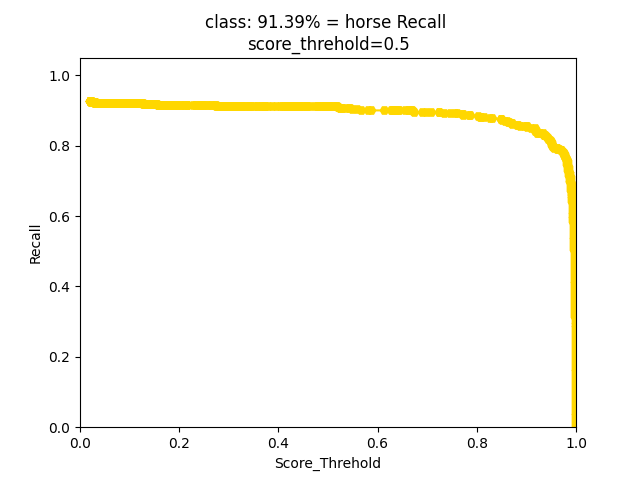 class: 91.39% = horse Recall
score_threhold=0.5
1.0
0.8
0.6
0.4
0.2
0.0
Recall
0.0 0.2 0.4 0.6 0.8 1.0
Score_Threhold